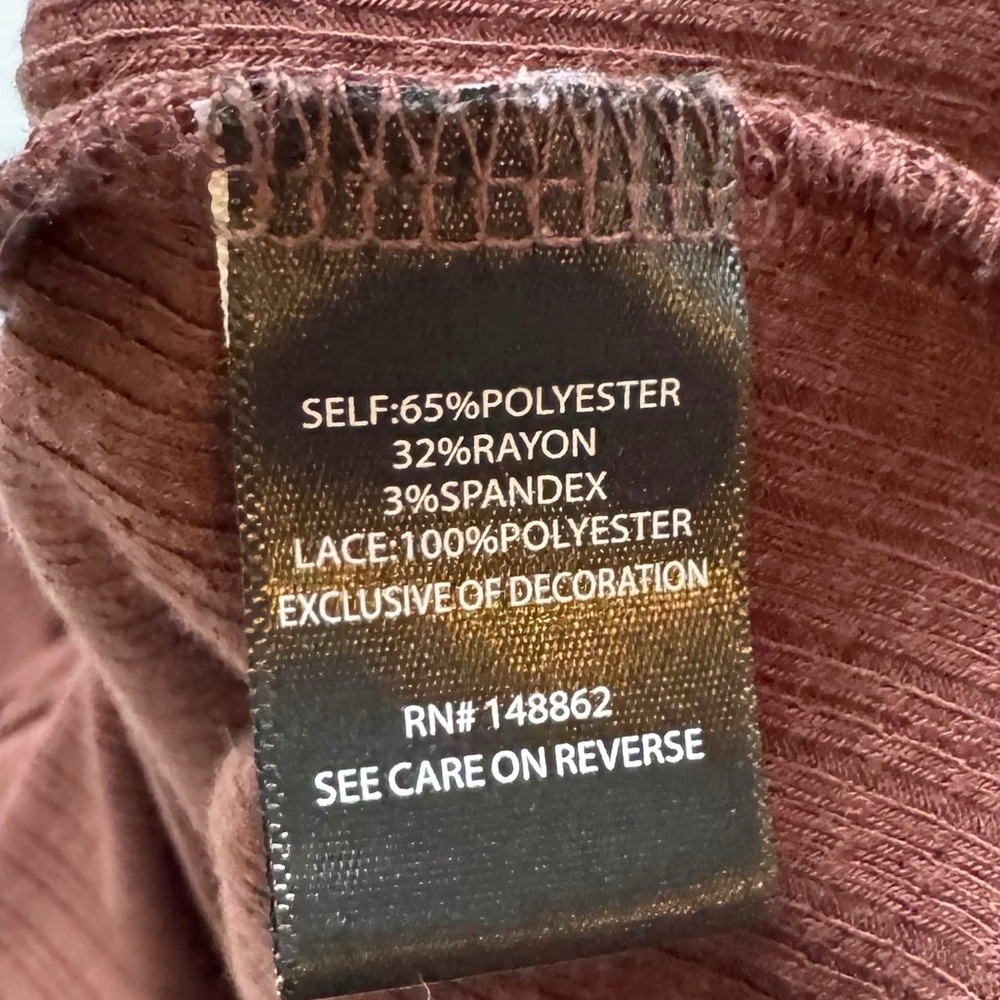 SELF:65%POLYESTER
32%RAYON
3%SPANDEX
LACE:100%POLYESTER
EXCLUSIVE OF DECORATION
RN# 148862
SEE CARE ON REVERSE